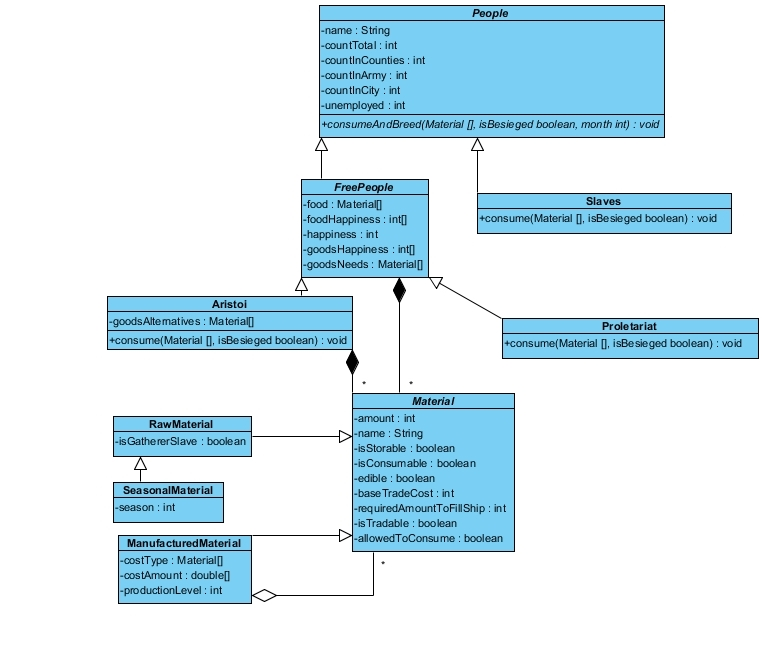 People
-name : String
-countTotal : int
-countInCounties : int
-countInArmy : int
-countInCity : int
-unemployed : int
+consumeAndBreed(Material [], isBesieged boolean, month int) : void
FreePeople
-food : Material[]
-foodHappiness : int[]
-happiness : int
-goodsHappiness : int[]
-goodsNeeds : Material[]
Slaves
+consume(Material [], isBesieged boolean) : void
Aristoi
-goodsAlternatives : Material[]
+consume(Material [], isBesieged boolean) : void
Proletariat
+consume(Material [], isBesieged boolean) : void
*
*
Material
-amount : int
-name : String
-isStorable : boolean
-isConsumable : boolean
-edible : boolean
-baseTradeCost : int
-requiredAmountToFillShip : int
-isTradable : boolean
-allowedToConsume : boolean
RawMaterial
-isGathererSlave : boolean
SeasonalMaterial
-season : int
ManufacturedMaterial
-costType : Material[]
-costAmount : double[]
-productionLevel : int
*